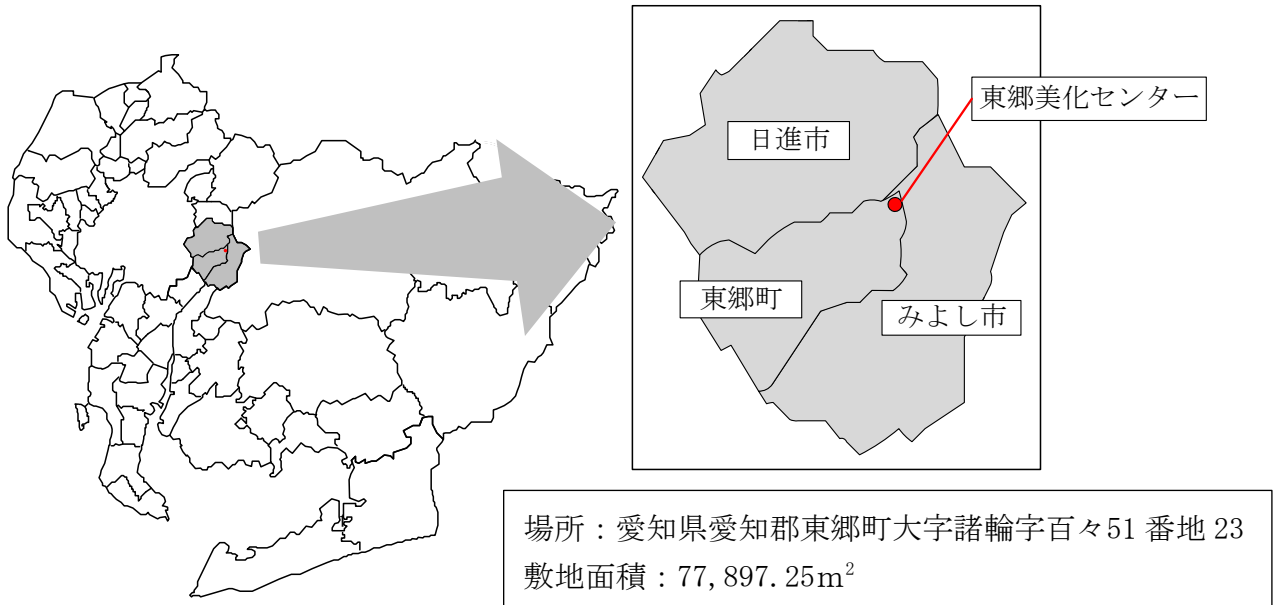 東郷美化センター
日進市
東郷町
みよし市
場所：愛知県愛知郡東郷町大字諸輪字百々51 番地 23
敷地面積：77,897.25m²